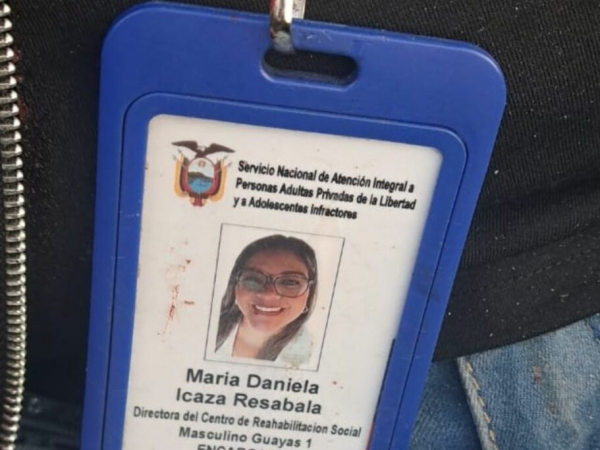 Servicio Nacional de Atención Integral a
Personas Adultas Privadas de la Libertad
y a Adolescentes Infractores
Maria Daniela
Icaza Resabala
Directora del Centro de Reahabilitacion Social
Masculino Guayas 1